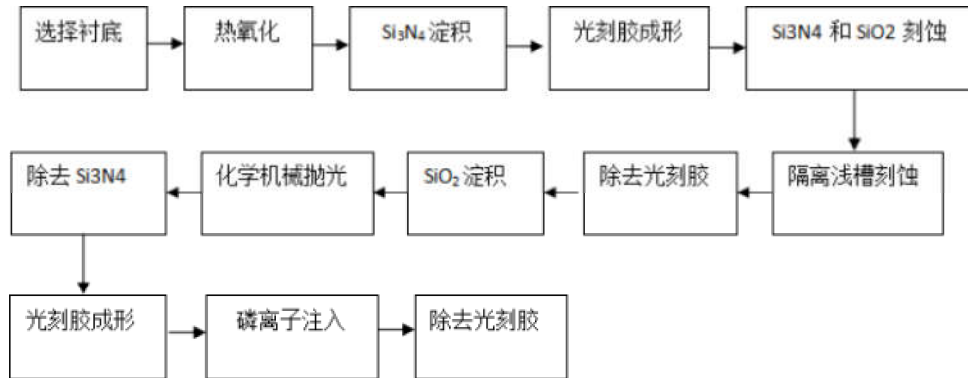 选择衬底
热氧化
Si₃N₄ 淀积
光刻胶成形
Si3N4 和 SiO2 刻蚀
除去 Si3N4
化学机械抛光
SiO₂ 淀积
除去光刻胶
隔离浅槽刻蚀
光刻胶成形
磷离子注入
除去光刻胶